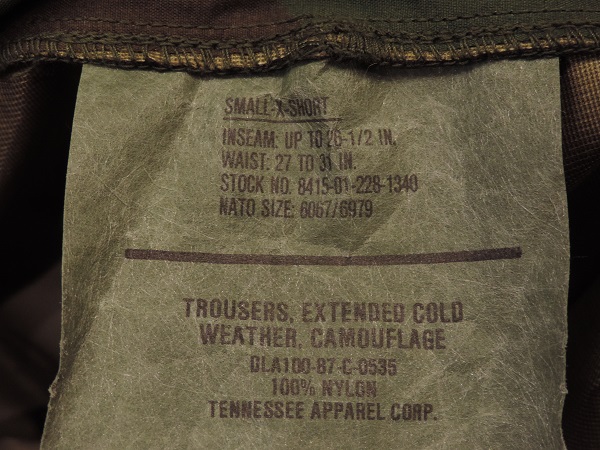 SMALL-X-SHORT
INSEAM: UP TO 26-1/2 IN.
WAIST: 27 TO 31 IN.
STOCK NO. 8415-01-228-1340
NATO SIZE: 6067/6979
TROUSERS, EXTENDED COLD
WEATHER, CAMOUFLAGE
DLA100-87-C-0535
100% NYLON
TENNESSEE APPAREL CORP.